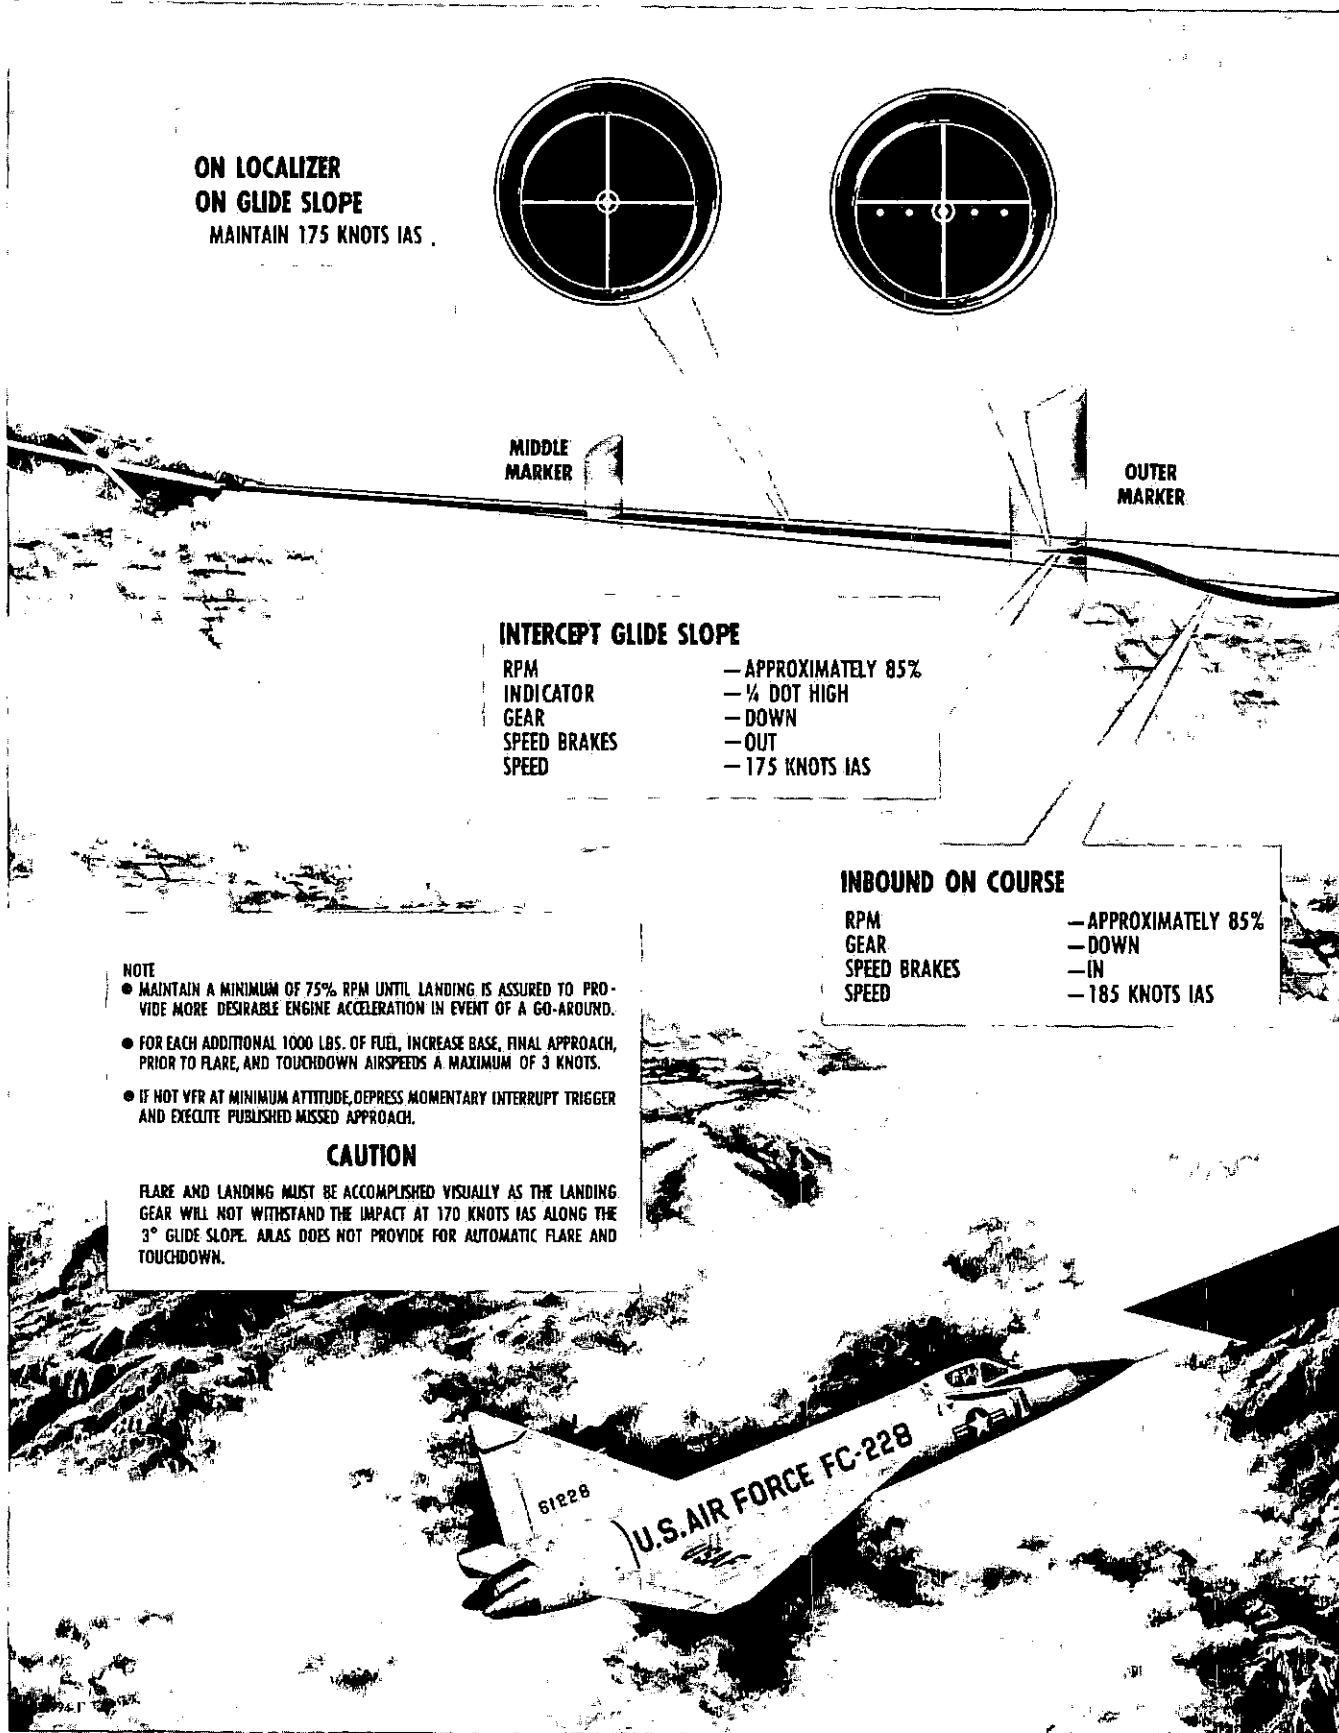 ON LOCALIZER
ON GLIDE SLOPE
MAINTAIN 175 KNOTS IAS
MIDDLE
MARKER
OUTER
MARKER
INTERCEPT GLIDE SLOPE
RPM —APPROXIMATELY 85%
INDICATOR —¼ DOT HIGH
GEAR —DOWN
SPEED BRAKES —OUT
SPEED —175 KNOTS IAS
INBOUND ON COURSE
RPM —APPROXIMATELY 85%
GEAR —DOWN
SPEED BRAKES —IN
SPEED —185 KNOTS IAS
NOTE
● MAINTAIN A MINIMUM OF 75% RPM UNTIL LANDING IS ASSURED TO PRO-
VIDE MORE DESIRABLE ENGINE ACCELERATION IN EVENT OF A GO-AROUND.
● FOR EACH ADDITIONAL 1000 LBS. OF FUEL, INCREASE BASE, FINAL APPROACH,
PRIOR TO FLARE, AND TOUCHDOWN AIRSPEEDS A MAXIMUM OF 3 KNOTS.
● IF NOT VFR AT MINIMUM ATTITUDE, DEPRESS MOMENTARY INTERRUPT TRIGGER
AND EXECUTE PUBLISHED MISSED APPROACH.
CAUTION
FLARE AND LANDING MUST BE ACCOMPLISHED VISUALLY AS THE LANDING
GEAR WILL NOT WITHSTAND THE IMPACT AT 170 KNOTS IAS ALONG THE
3° GLIDE SLOPE. AILAS DOES NOT PROVIDE FOR AUTOMATIC FLARE AND
TOUCHDOWN.
61228
U.S.AIR FORCE FC-228
USAF